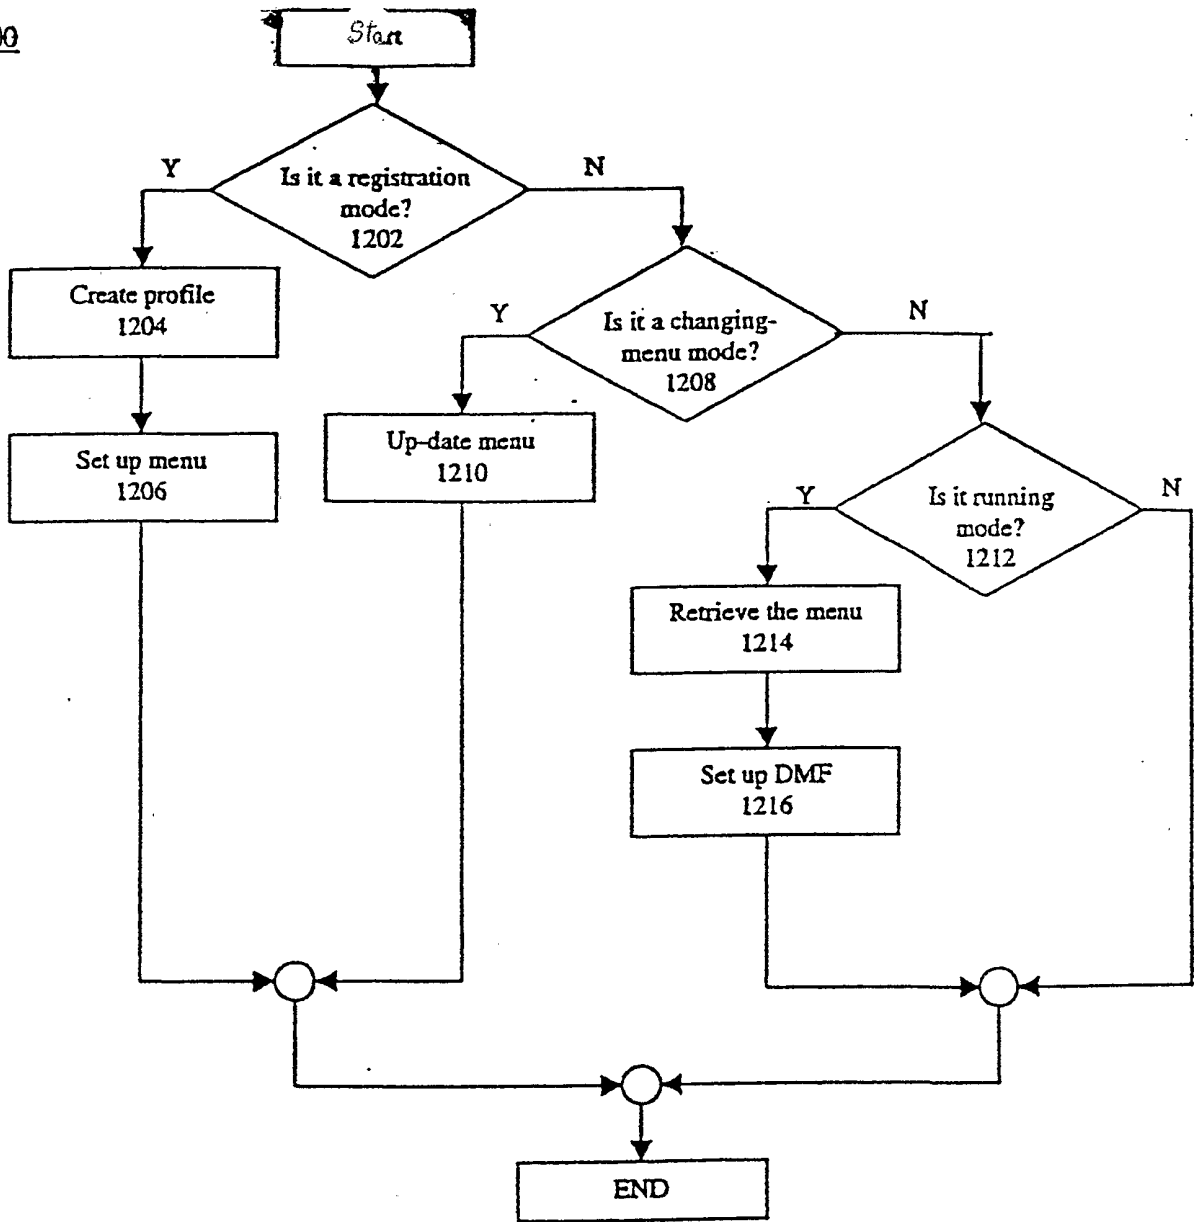 00
Start
Y
N
Is it a registration
mode?
1202
Create profile
1204
Y
N
Is it a changing-
menu mode?
1208
Set up menu
1206
Up-date menu
1210
Y
N
Is it running
mode?
1212
Retrieve the menu
1214
Set up DMF
1216
END